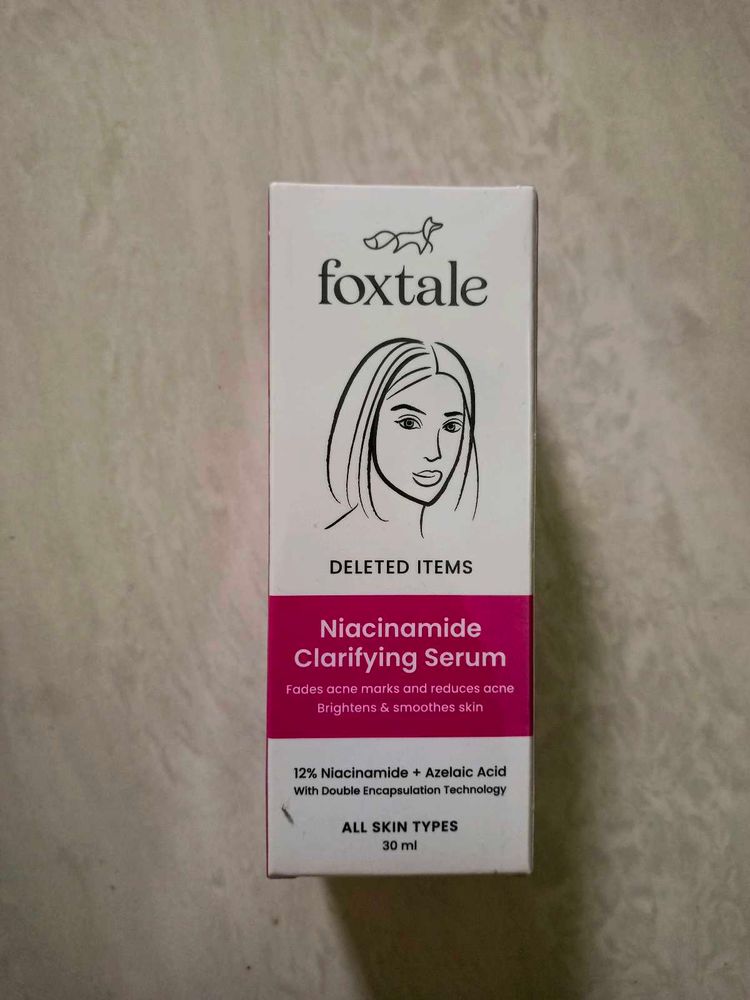 foxtale
DELETED ITEMS
Niacinamide
Clarifying Serum
Fades acne marks and reduces acne
Brightens & smoothes skin
12% Niacinamide + Azelaic Acid
With Double Encapsulation Technology
ALL SKIN TYPES
30 ml